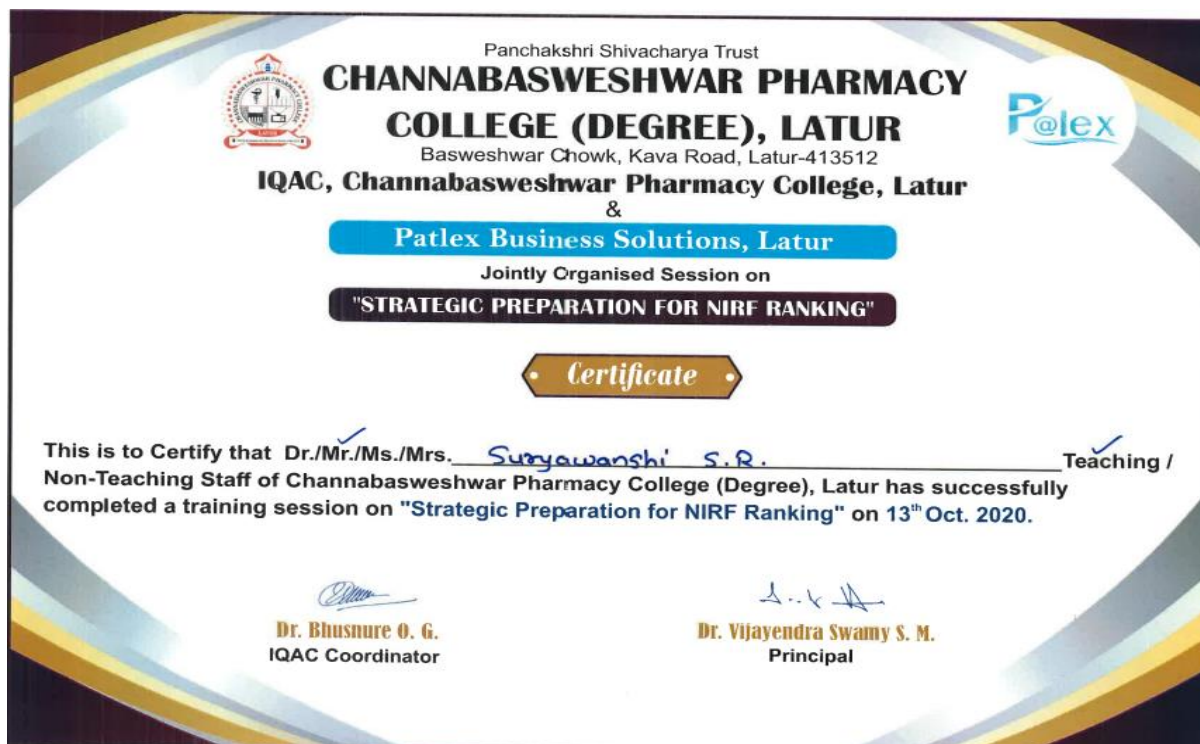 Panchakshri Shivacharya Trust
CHANNABASWESHWAR PHARMACY
COLLEGE (DEGREE), LATUR
Basweshwar Chowk, Kava Road, Latur-413512
IQAC, Channabasweshwar Pharmacy College, Latur
&
Patlex Business Solutions, Latur
Jointly Organised Session on
"STRATEGIC PREPARATION FOR NIRF RANKING"
P@lex
LATUR
Certificate
This is to Certify that Dr./Mr./Ms./Mrs. Suryawanshi S.R. Teaching /
Non-Teaching Staff of Channabasweshwar Pharmacy College (Degree), Latur has successfully
completed a training session on "Strategic Preparation for NIRF Ranking" on 13th Oct. 2020.
Dr. Bhusnure O. G.
IQAC Coordinator
Dr. Vijayendra Swamy S. M.
Principal